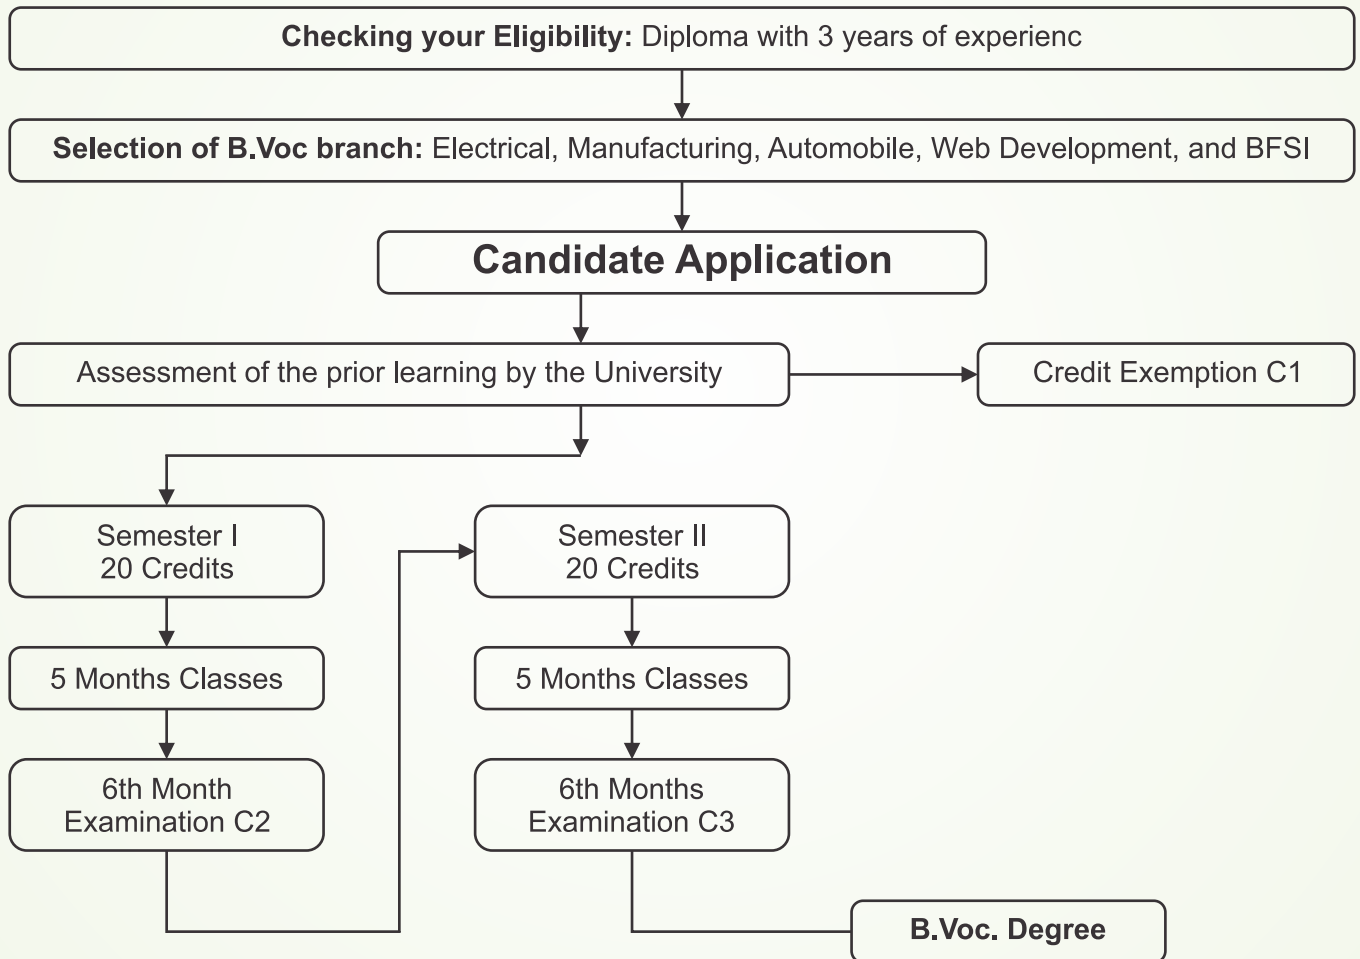 Checking your Eligibility: Diploma with 3 years of experienc
Selection of B.Voc branch: Electrical, Manufacturing, Automobile, Web Development, and BFSI
Candidate Application
Assessment of the prior learning by the University
Credit Exemption C1
Semester I
20 Credits
5 Months Classes
6th Month
Examination C2
Semester II
20 Credits
5 Months Classes
6th Months
Examination C3
B.Voc. Degree